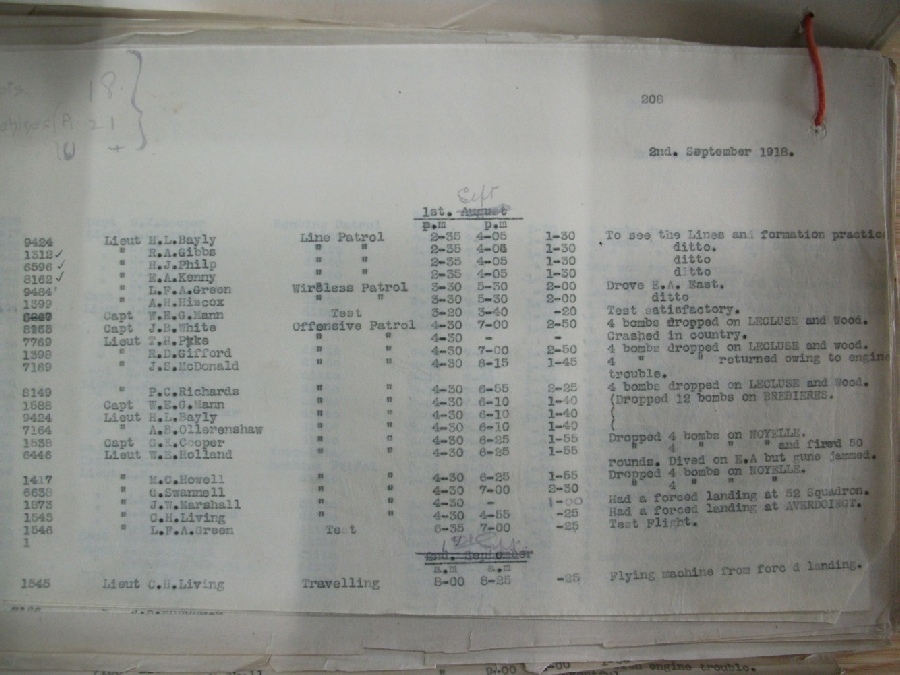 18
21
208
2nd. September 1918.
Sept
1st. August
p.m p.m
9424 Lieut H.L.Bayly Line Patrol 2-35 4-05 1-30 To see the Lines and formation practice
1312 " R.A.Gibbs " " 2-35 4-05 1-30 ditto.
6596 " H.J.Philp " " 2-35 4-05 1-30 ditto
8162 " E.A.Kenny " " 2-35 4-05 1-30 ditto
9484 " L.F.A.Green Wireless Patrol 3-30 5-30 2-00 Drove E.A. East.
1399 " A.H.Hiscox " " 3-30 5-30 2-00 ditto
Capt W.E.G.Mann Test 3-20 3-40 -20 Test satisfactory.
8168 Capt J.B.White Offensive Patrol 4-30 7-00 2-50 4 bombs dropped on LECLUSE and Wood.
7769 Lieut T.H.Pyke " " 4-30 - - Crashed in country.
1398 " R.D.Gifford " " 4-30 7-00 2-50 4 bombs dropped on LECLUSE and wood.
7169 " J.S.McDonald " " 4-30 6-15 1-45 4 " " returned owing to engine
trouble.
8149 " P.C.Richards " " 4-30 6-55 2-25 4 bombs dropped on LECLUSE and Wood.
1588 Capt W.E.G.Mann " " 4-30 6-10 1-40 (Dropped 12 bombs on BREBIERES.
9424 Lieut H.L.Bayly " " 4-30 6-10 1-40 (
7164 " A.B.Ollerenshaw " " 4-30 6-10 1-40 (
1538 Capt G.K.Cooper " " 4-30 6-25 1-55 Dropped 4 bombs on NOYELLE.
6446 Lieut W.E.Holland " " 4-30 6-25 1-55 " 4 " " " and fired 50
rounds. Dived on E.A but guns jammed.
1417 " M.C.Howell " " 4-30 6-25 1-55 Dropped 4 bombs on NOYELLE.
6638 " G.Swannell " " 4-30 7-00 2-30 " 4 " " "
1573 " J.W.Marshall " " 4-30 - 1-00 Had a forced landing at 52 Squadron.
1545 " C.H.Living " " 4-30 4-55 -25 Had a forced landing at AVERDOIGT.
1546 " L.F.A.Green Test 6-35 7-00 -25 Test Flight.
1
2nd. September
a.m a.m
1545 Lieut C.H.Living Travelling 8-00 8-25 -25 Flying machine from forced landing.
engine trouble.